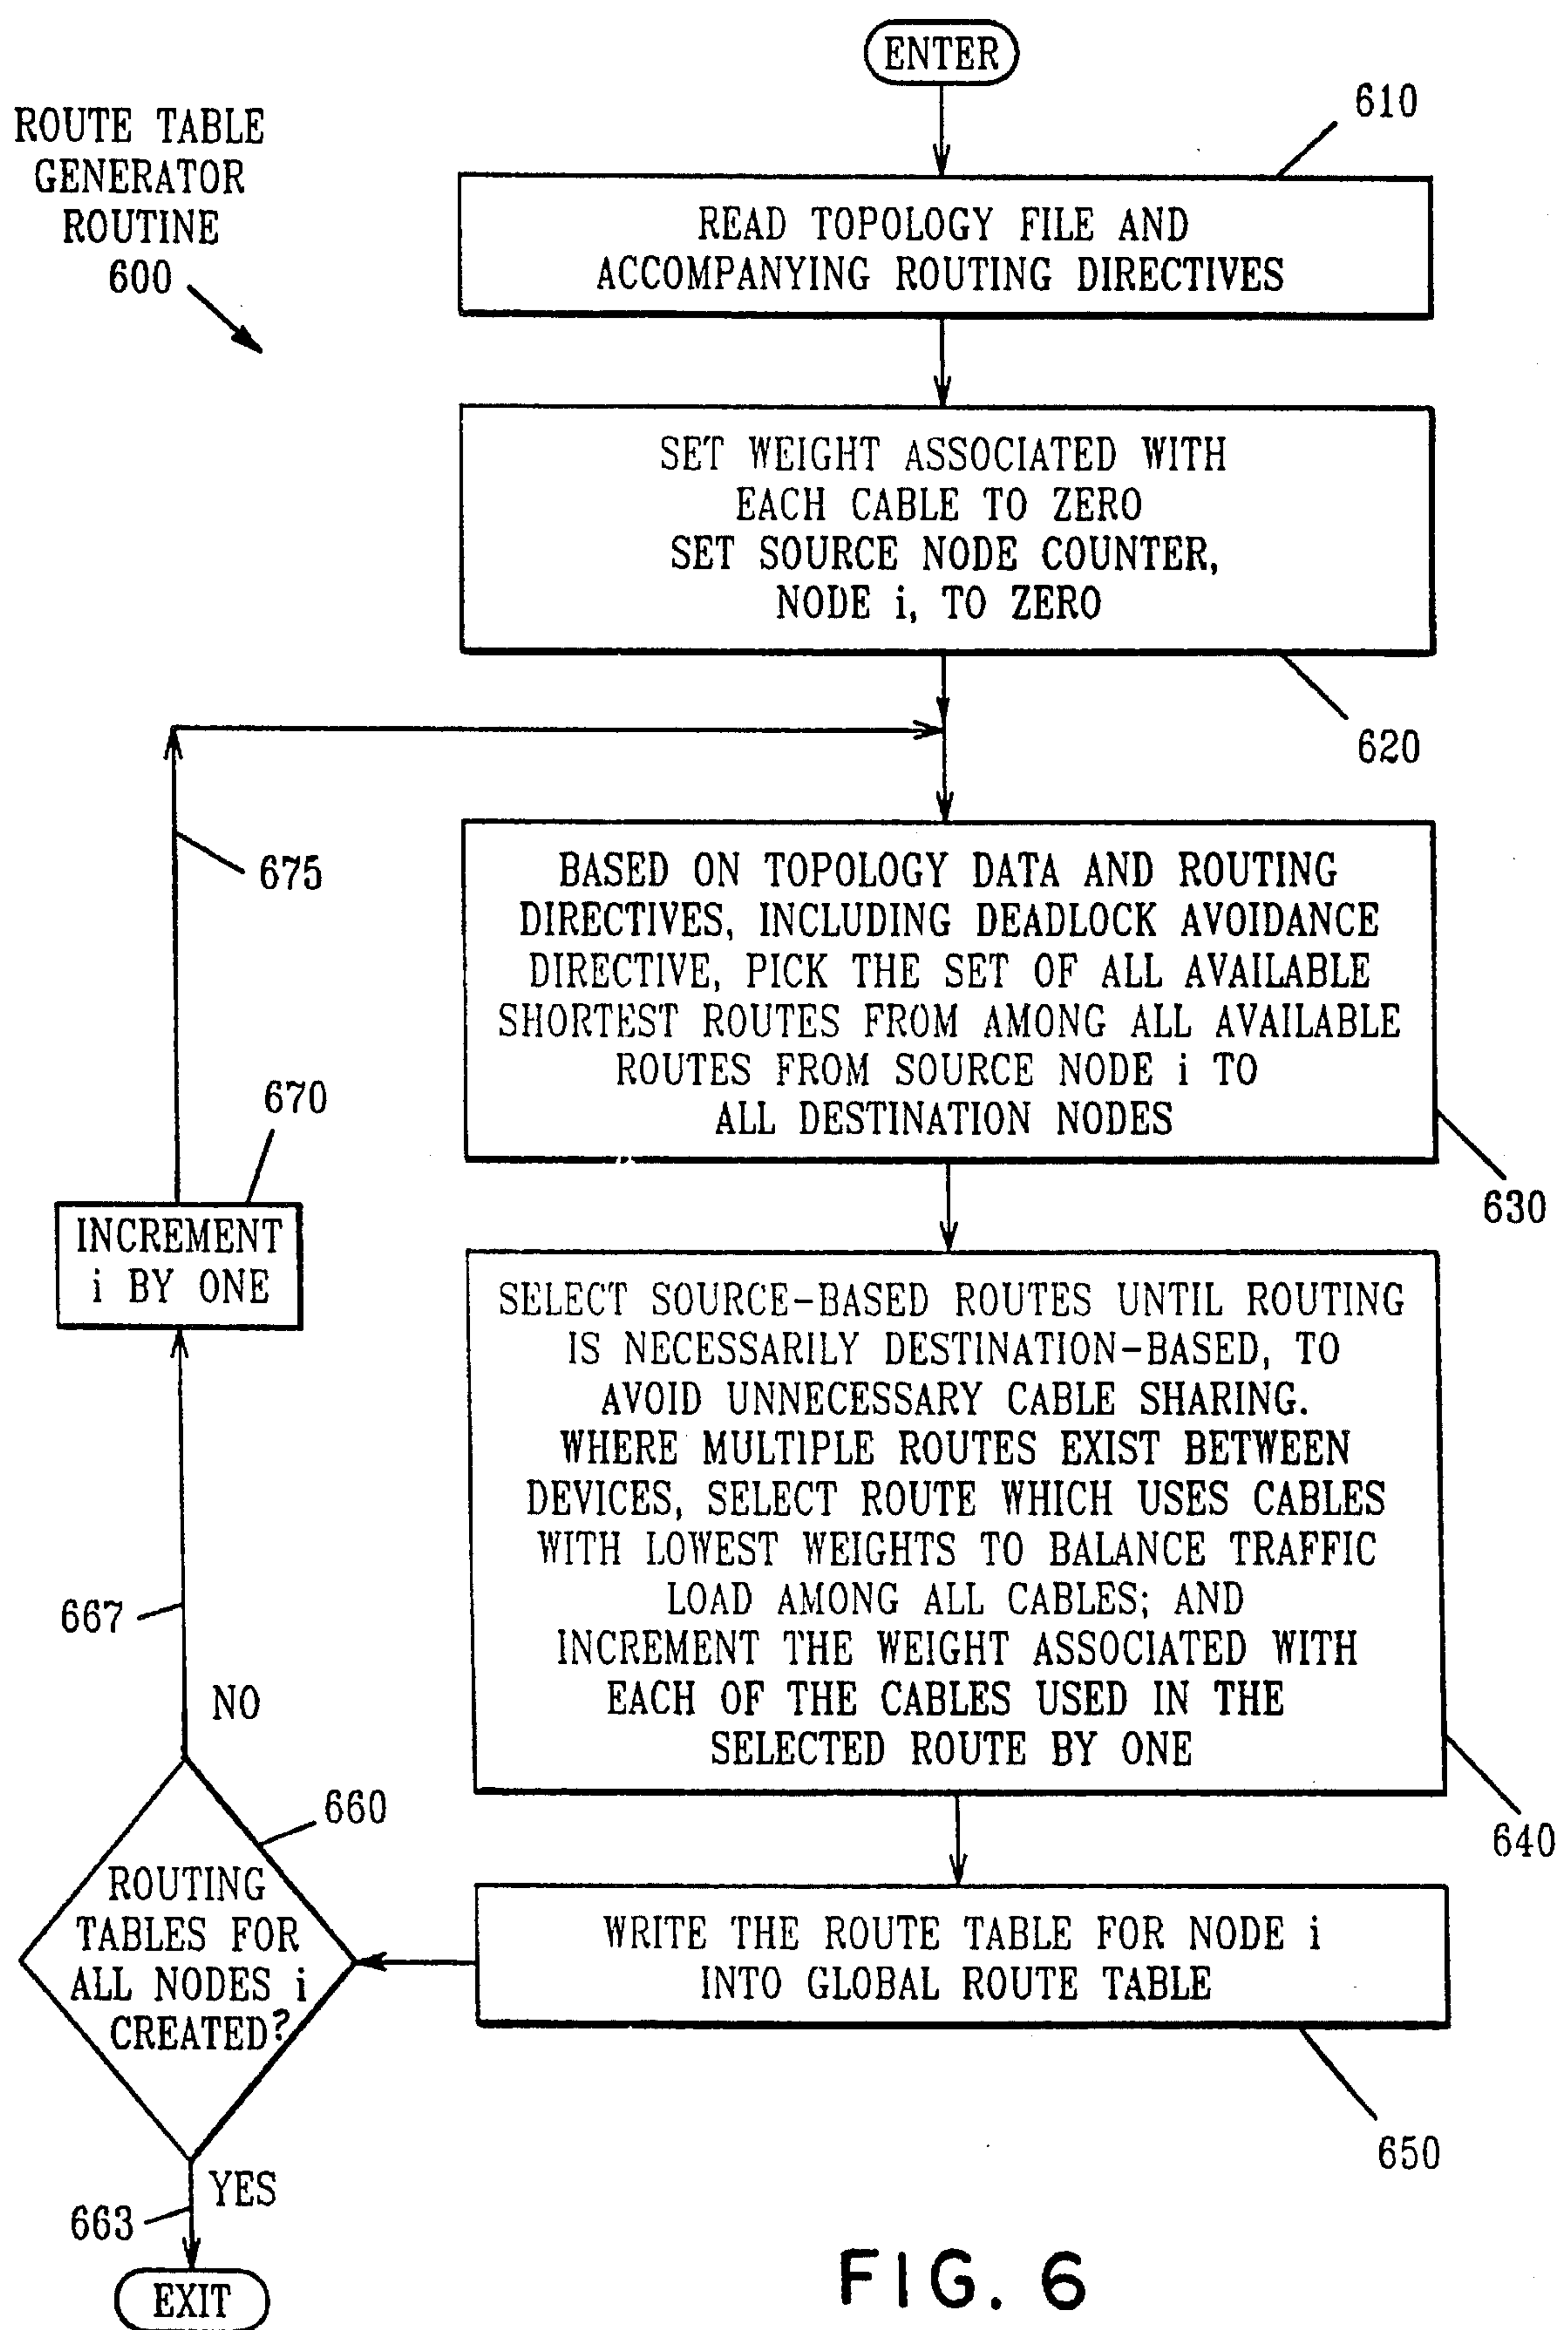 ENTER
ROUTE TABLE
GENERATOR
ROUTINE
600
610
READ TOPOLOGY FILE AND
ACCOMPANYING ROUTING DIRECTIVES
SET WEIGHT ASSOCIATED WITH
EACH CABLE TO ZERO
SET SOURCE NODE COUNTER,
NODE i, TO ZERO
620
BASED ON TOPOLOGY DATA AND ROUTING
DIRECTIVES, INCLUDING DEADLOCK AVOIDANCE
DIRECTIVE, PICK THE SET OF ALL AVAILABLE
SHORTEST ROUTES FROM AMONG ALL AVAILABLE
ROUTES FROM SOURCE NODE i TO
ALL DESTINATION NODES
630
675
670
INCREMENT
i BY ONE
SELECT SOURCE-BASED ROUTES UNTIL ROUTING
IS NECESSARILY DESTINATION-BASED, TO
AVOID UNNECESSARY CABLE SHARING.
WHERE MULTIPLE ROUTES EXIST BETWEEN
DEVICES, SELECT ROUTE WHICH USES CABLES
WITH LOWEST WEIGHTS TO BALANCE TRAFFIC
LOAD AMONG ALL CABLES; AND
INCREMENT THE WEIGHT ASSOCIATED WITH
EACH OF THE CABLES USED IN THE
SELECTED ROUTE BY ONE
640
667
NO
660
ROUTING
TABLES FOR
ALL NODES i
CREATED?
WRITE THE ROUTE TABLE FOR NODE i
INTO GLOBAL ROUTE TABLE
650
YES
663
EXIT
FIG. 6